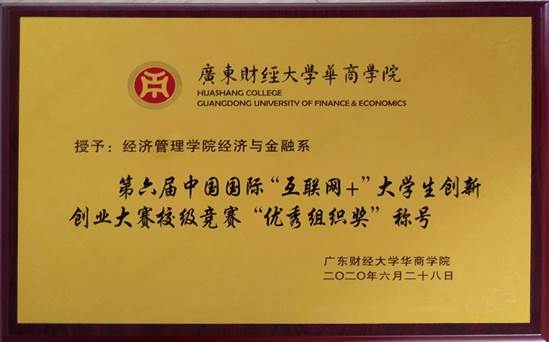 廣東财经大學華商學院
HUASHANG COLLEGE
GUANGDONG UNIVERSITY OF FINANCE & ECONOMICS
授予：经济管理学院经济与金融系
第六届中国国际“互联网+”大学生创新
创业大赛校级竞赛“优秀组织奖”称号
广东财经大学华商学院
二〇二〇年六月二十八日